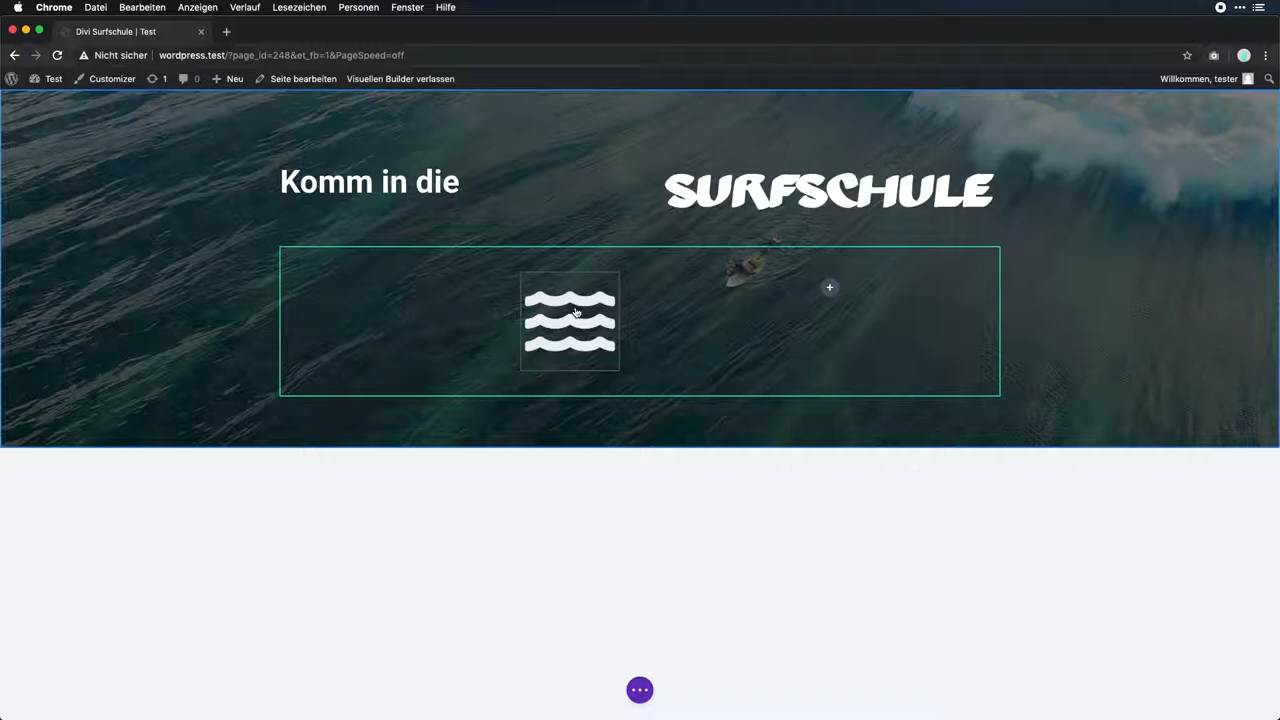 Chrome Datei Bearbeiten Anzeigen Verlauf Lesezeichen Personen Fenster Hilfe
Divi Surfschule | Test
Nicht sicher wordpress.test/?page_id=248&et_fb=1&PageSpeed=off
Test Customizer 1 0 Neu Seite bearbeiten Visuellen Builder verlassen Willkommen, tester
Komm in die SURFSCHULE